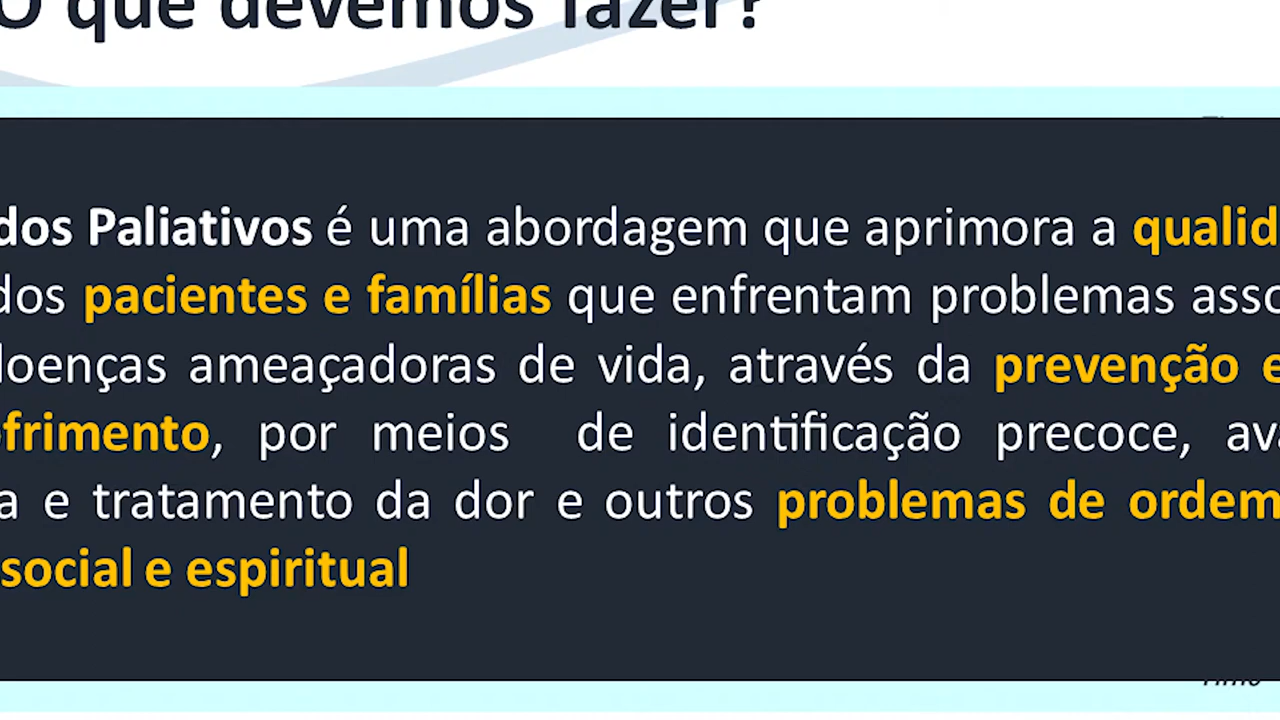 O que devemos fazer?
dos Paliativos é uma abordagem que aprimora a qualid
dos pacientes e famílias que enfrentam problemas asso
doenças ameaçadoras de vida, através da prevenção e
frimento, por meios de identificação precoce, ava
a e tratamento da dor e outros problemas de ordem
social e espiritual